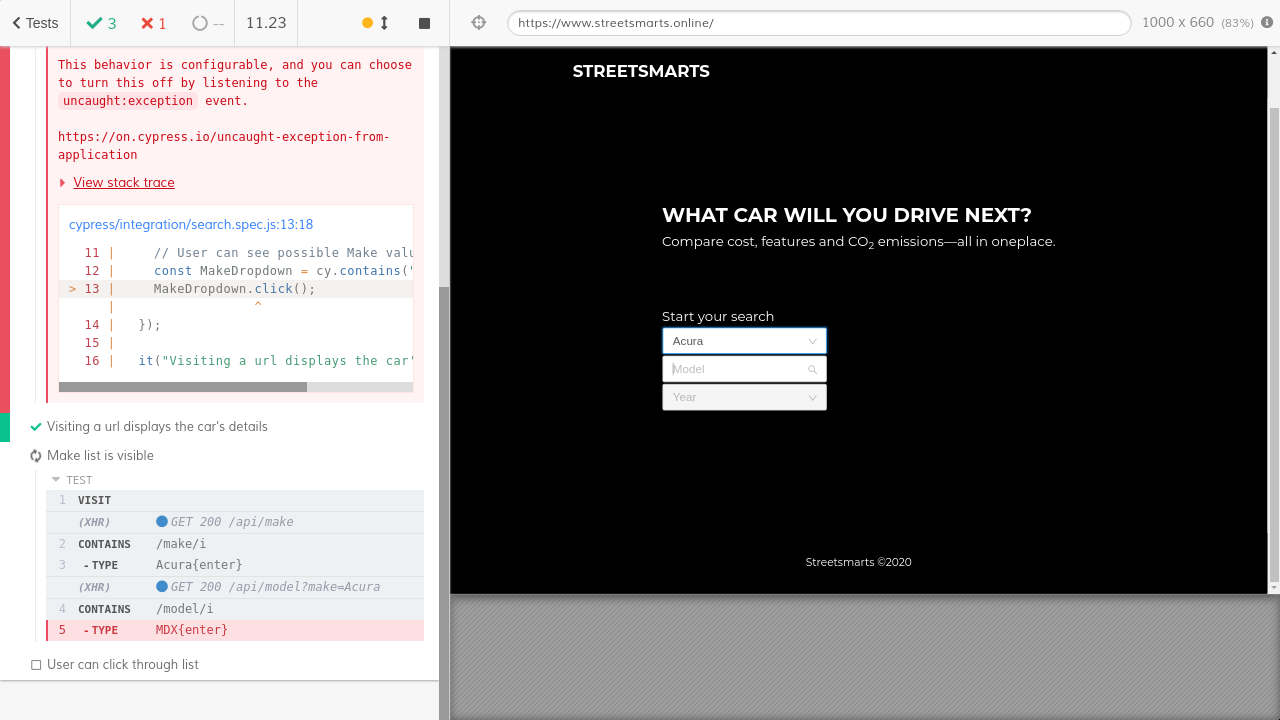 Tests
3
1
--
11.23
https://www.streetsmarts.online/
1000 x 660 (83%)
This behavior is configurable, and you can choose
to turn this off by listening to the
uncaught:exception event.
https://on.cypress.io/uncaught-exception-from-
application
View stack trace
cypress/integration/search.spec.js:13:18
11 | // User can see possible Make valu
12 | const MakeDropdown = cy.contains("
> 13 | MakeDropdown.click();
| ^
14 | });
15 |
16 | it("Visiting a url displays the car'
Visiting a url displays the car's details
Make list is visible
TEST
1 VISIT
(XHR) GET 200 /api/make
2 CONTAINS /make/i
3 - TYPE Acura{enter}
(XHR) GET 200 /api/model?make=Acura
4 CONTAINS /model/i
5 - TYPE MDX{enter}
User can click through list
STREETSMARTS
WHAT CAR WILL YOU DRIVE NEXT?
Compare cost, features and CO2 emissions—all in oneplace.
Start your search
Acura
Model
Year
Streetsmarts ©2020